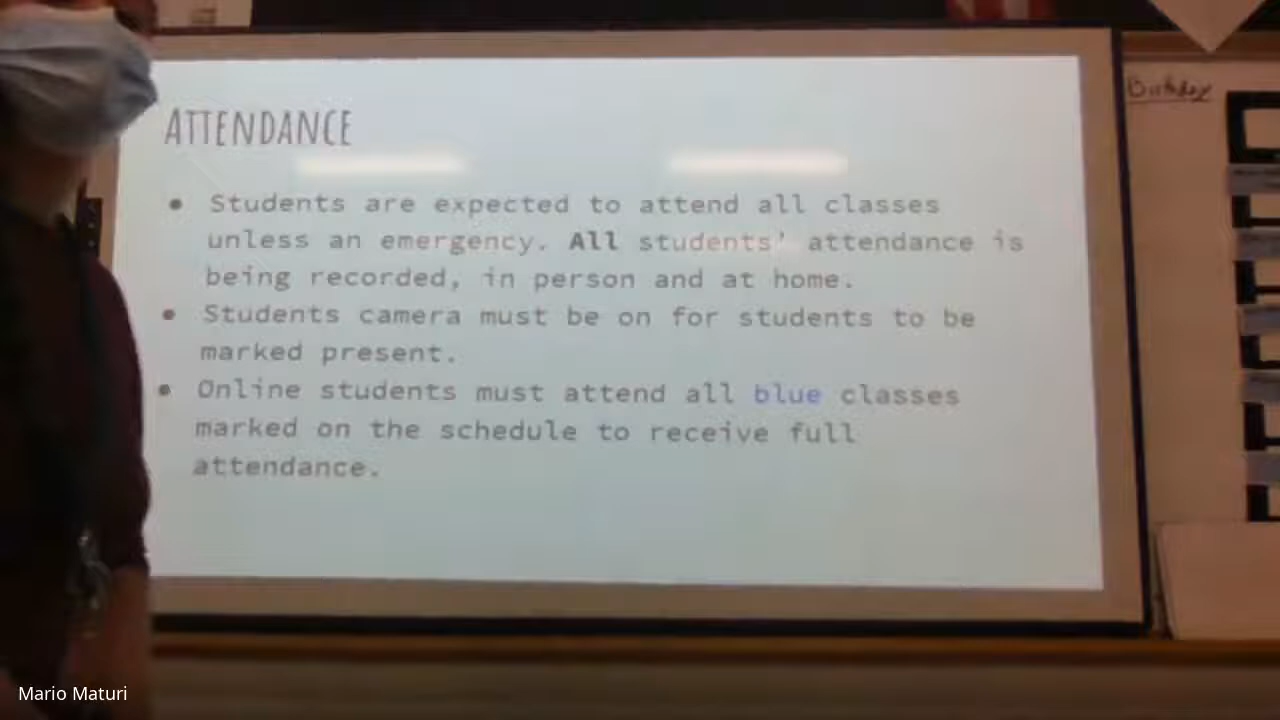 ATTENDANCE
Birthday
● Students are expected to attend all classes
unless an emergency. All students' attendance is
being recorded, in person and at home.
● Students camera must be on for students to be
marked present.
● Online students must attend all blue classes
marked on the schedule to receive full
attendance.
Mario Maturi